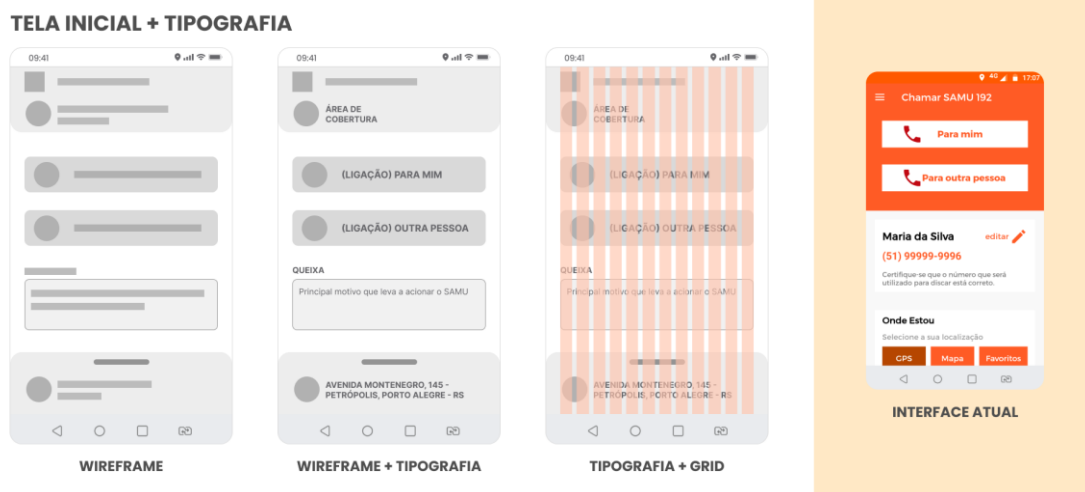 TELA INICIAL + TIPOGRAFIA
09:41
WIREFRAME
09:41
ÁREA DE
COBERTURA
(LIGAÇÃO) PARA MIM
(LIGAÇÃO) OUTRA PESSOA
QUEIXA
Principal motivo que leva a acionar o SAMU
AVENIDA MONTENEGRO, 145 -
PETRÓPOLIS, PORTO ALEGRE - RS
WIREFRAME + TIPOGRAFIA
09:41
ÁREA DE
COBERTURA
(LIGAÇÃO) PARA MIM
(LIGAÇÃO) OUTRA PESSOA
QUEIXA
Principal motivo que leva a acionar o SAMU
AVENIDA MONTENEGRO, 145 -
PETRÓPOLIS, PORTO ALEGRE - RS
TIPOGRAFIA + GRID
4G 17:07
Chamar SAMU 192
Para mim
Para outra pessoa
Maria da Silva editar
(51) 99999-9996
Certifique-se que o número que será
utilizado para discar está correto.
Onde Estou
Selecione a sua localização
GPS Mapa Favoritos
INTERFACE ATUAL